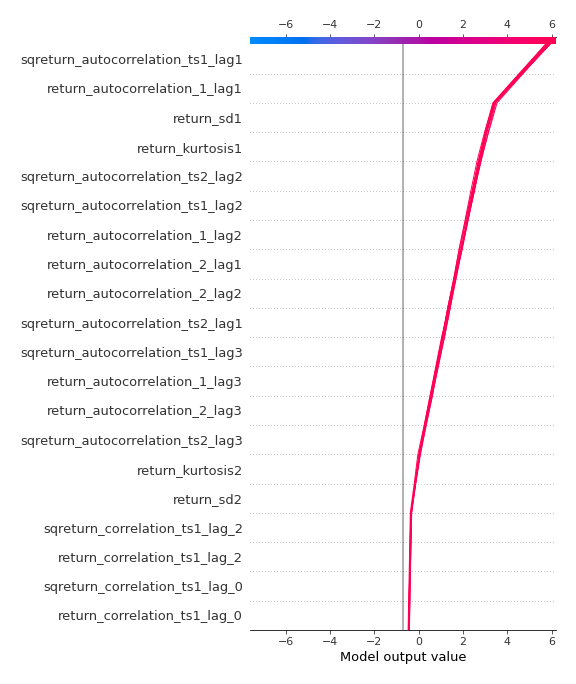 −6 −4 −2 0 2 4 6
sqreturn_autocorrelation_ts1_lag1
return_autocorrelation_1_lag1
return_sd1
return_kurtosis1
sqreturn_autocorrelation_ts2_lag2
sqreturn_autocorrelation_ts1_lag2
return_autocorrelation_1_lag2
return_autocorrelation_2_lag1
return_autocorrelation_2_lag2
sqreturn_autocorrelation_ts2_lag1
sqreturn_autocorrelation_ts1_lag3
return_autocorrelation_1_lag3
return_autocorrelation_2_lag3
sqreturn_autocorrelation_ts2_lag3
return_kurtosis2
return_sd2
sqreturn_correlation_ts1_lag_2
return_correlation_ts1_lag_2
sqreturn_correlation_ts1_lag_0
return_correlation_ts1_lag_0
−6 −4 −2 0 2 4 6
Model output value